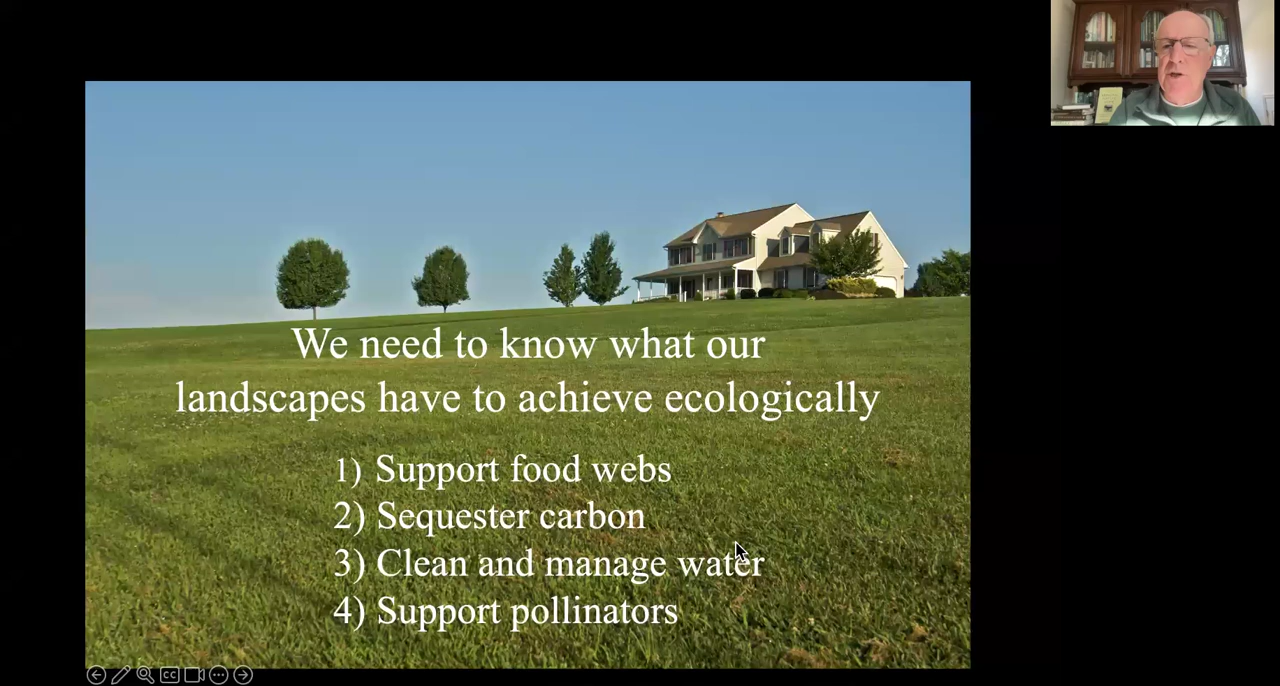 We need to know what our
landscapes have to achieve ecologically
1) Support food webs
2) Sequester carbon
3) Clean and manage water
4) Support pollinators
CC